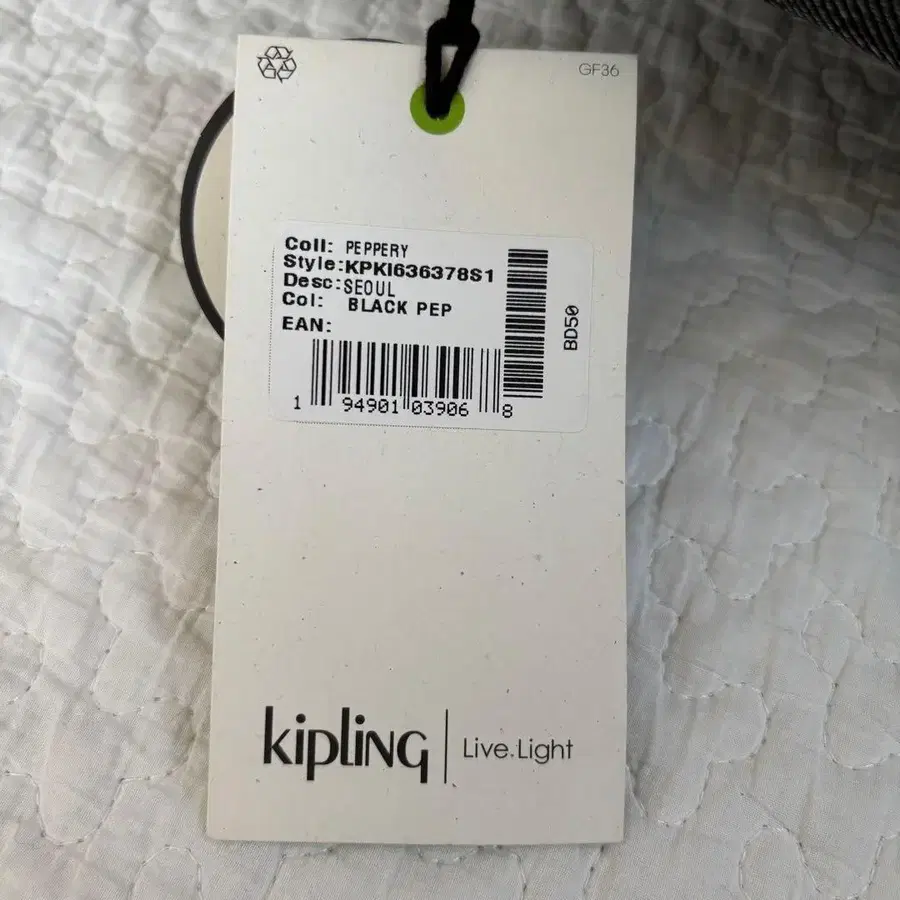 GF36
Coll: PEPPERY
Style:KPKI636378S1
Desc:SEOUL
Col: BLACK PEP
EAN:
BD50
1 94901 03906 8
kipling | Live.Light